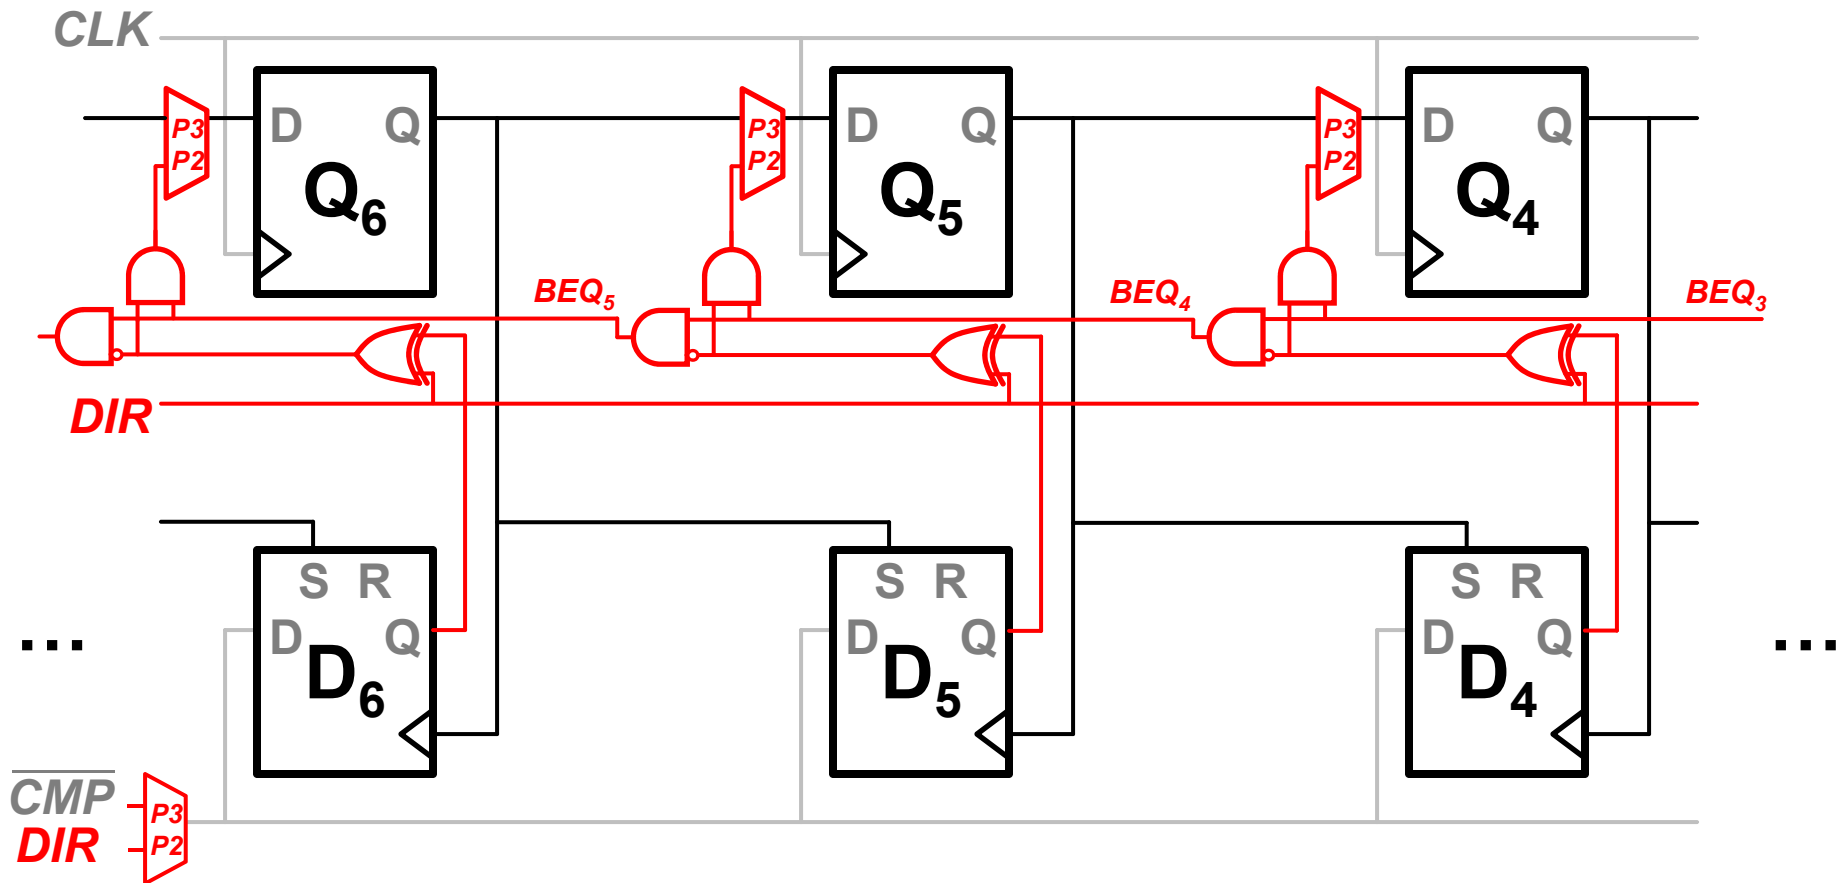 CLK
P3 P2 D Q Q6
P3 P2 D Q Q5
P3 P2 D Q Q4
BEQ5
BEQ4
BEQ3
DIR
S R D Q D6
S R D Q D5
S R D Q D4
...
...
C̅M̅P̅
DIR
P3
P2